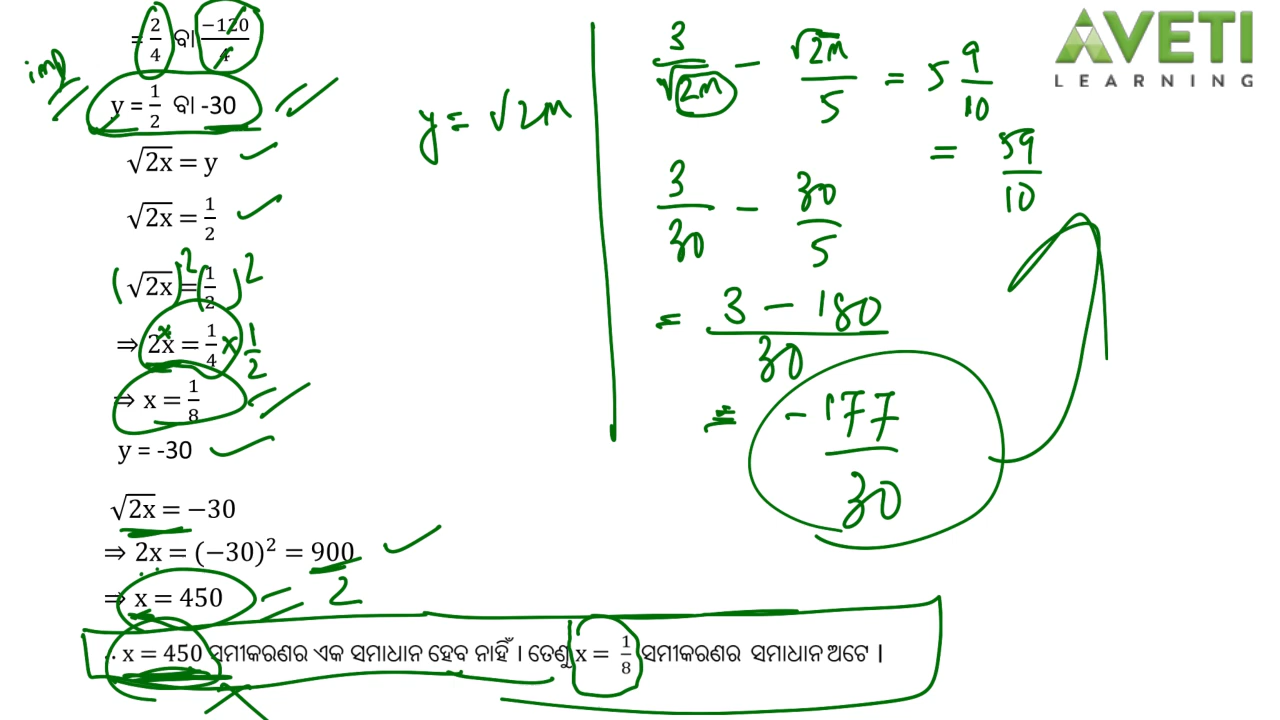 = 2/4 ବା −120/4
imp
y = 1/2 ବା -30
√2x = y
√2x = 1/2
(√2x)² = (1/2)²
⇒ 2x = 1/4 × 1/2
⇒ x = 1/8
y = -30
√2x = −30
⇒ 2x = (−30)² = 900
2
⇒ x = 450
∴ x = 450 ସମୀକରଣର ଏକ ସମାଧାନ ହେବ ନାହିଁ । ତେଣୁ x = 1/8 ସମୀକରଣର ସମାଧାନ ଅଟେ ।
y = √2x
3/√2x − √2x/5 = 5 9/10
= 59/10
3/30 − 30/5
= 3 − 180/30
= -177/30
AVETI
LEARNING